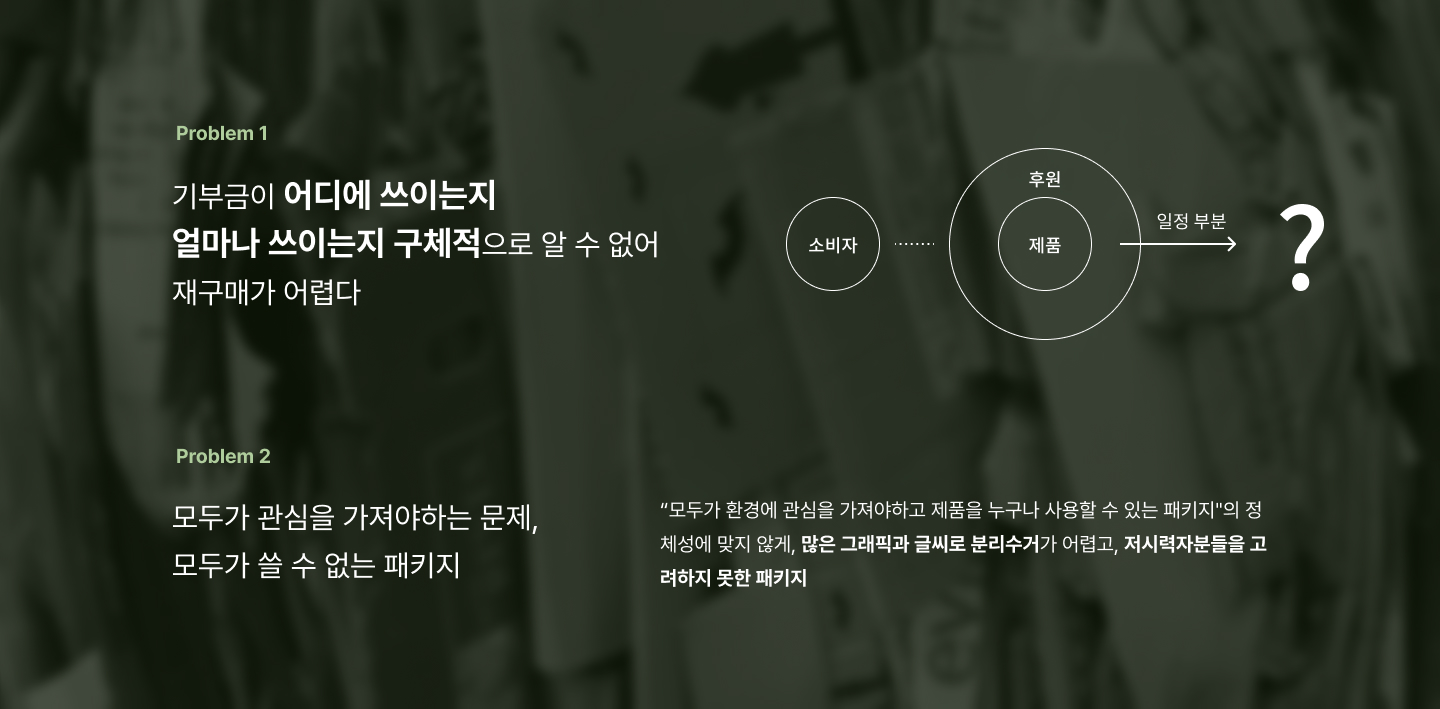 Problem 1
기부금이 어디에 쓰이는지
얼마나 쓰이는지 구체적으로 알 수 없어
재구매가 어렵다
소비자
후원
제품
일정 부분
?
Problem 2
모두가 관심을 가져야하는 문제,
모두가 쓸 수 없는 패키지
“모두가 환경에 관심을 가져야하고 제품을 누구나 사용할 수 있는 패키지"의 정
체성에 맞지 않게, 많은 그래픽과 글씨로 분리수거가 어렵고, 저시력자분들을 고
려하지 못한 패키지